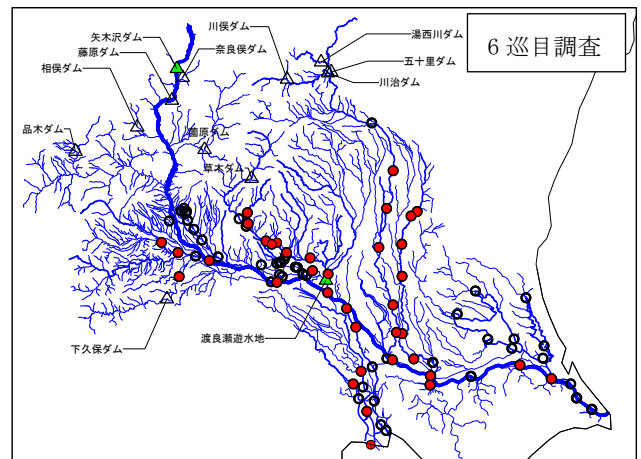 川俣ダム
湯西川ダム
矢木沢ダム
6巡目調査
藤原ダム
奈良俣ダム
五十里ダム
相俣ダム
川治ダム
品木ダム
薗原ダム
草木ダム
渡良瀬遊水地
下久保ダム